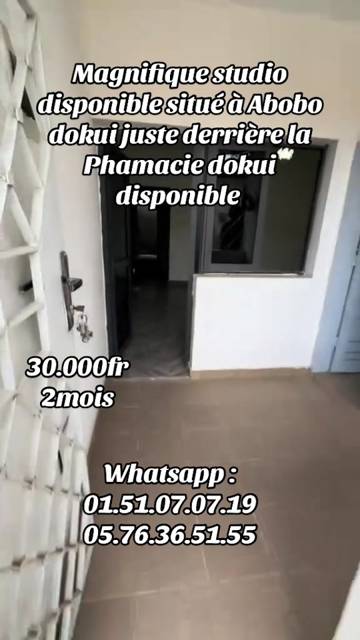 Magnifique studio
disponible situé à Abobo
dokui juste derrière la
Phamacie dokui
disponible
30.000fr
2mois
Whatsapp :
01.51.07.07.19
05.76.36.51.55